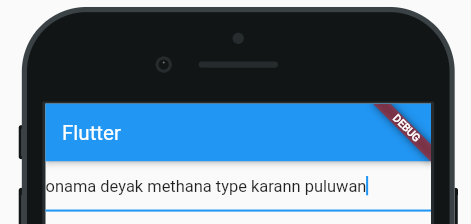 Flutter
DEBUG
onama deyak methana type karann puluwan